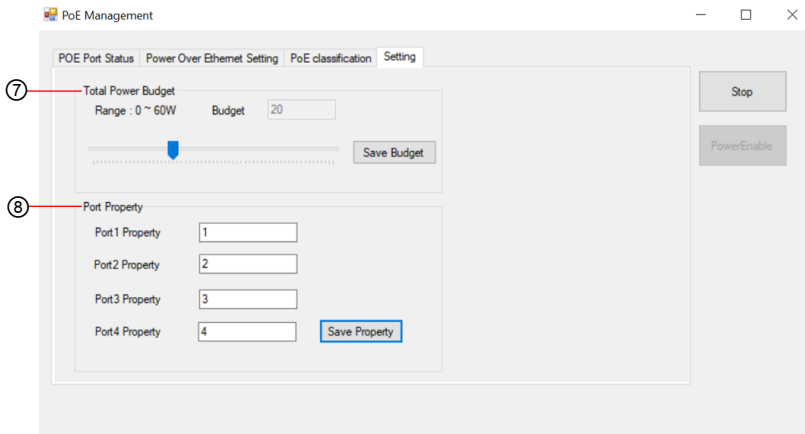 PoE Management
POE Port Status Power Over Ethernet Setting PoE classification Setting
⑦ Total Power Budget
Range : 0 ~ 60W Budget 20
Save Budget
Stop
PowerEnable
⑧ Port Property
Port1 Property 1
Port2 Property 2
Port3 Property 3
Port4 Property 4 Save Property